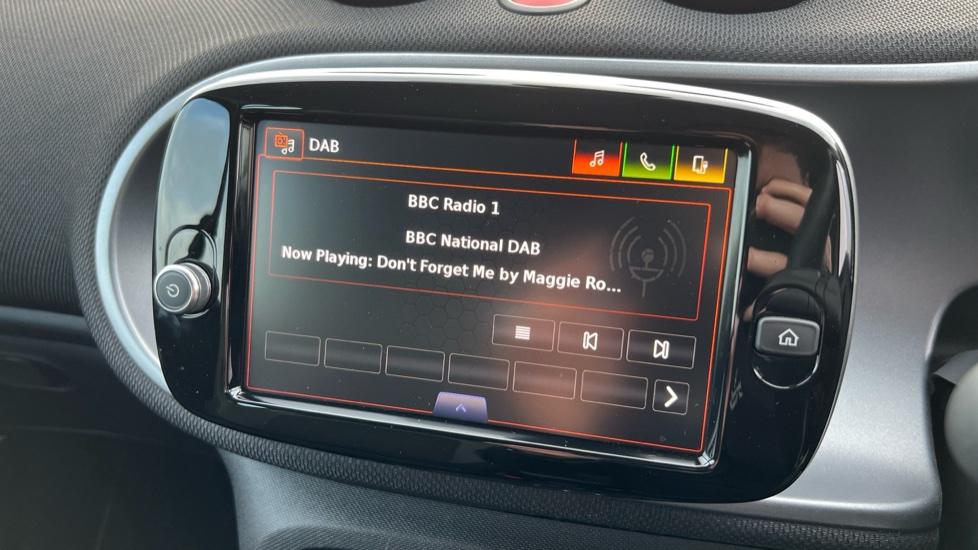 DAB
BBC Radio 1
BBC National DAB
Now Playing: Don't Forget Me by Maggie Ro...